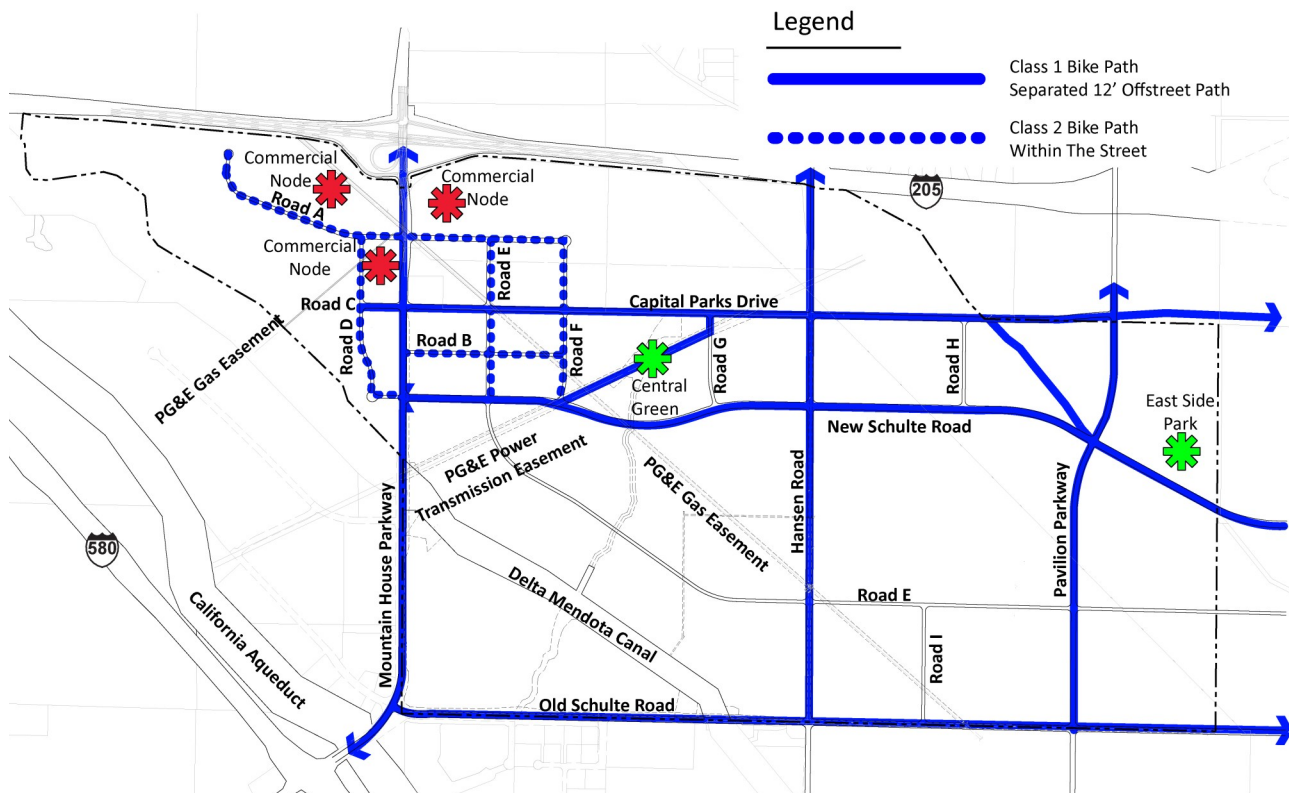 Legend
Class 1 Bike Path
Separated 12' Offstreet Path
Class 2 Bike Path
Within The Street
Commercial
Node
Commercial
Node
205
Road A
Commercial
Node
Road E
Road C
Capital Parks Drive
Road D
Road B
Road F
Road G
Road H
PG&E Gas Easement
Central
Green
East Side
Park
New Schulte Road
PG&E Power
Transmission Easement
PG&E Gas Easement
Hansen Road
Pavilion Parkway
580
Mountain House Parkway
California Aqueduct
Delta Mendota Canal
Road E
Road I
Old Schulte Road